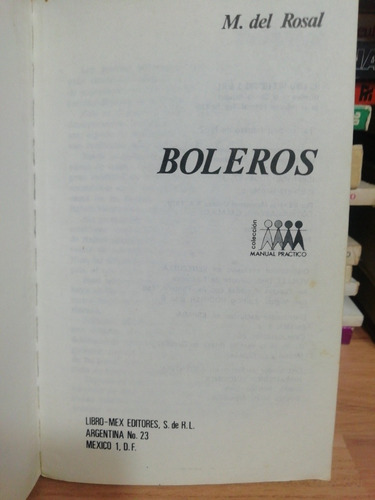 M. del Rosal
BOLEROS
colección
MANUAL PRACTICO
LIBRO-MEX EDITORES, S. de R.L.
ARGENTINA No. 23
MEXICO 1, D.F.